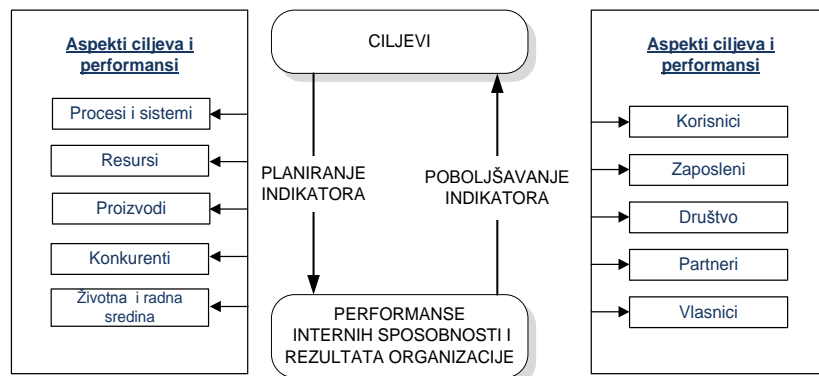 Aspekti ciljeva i
performansi
Procesi i sistemi
Resursi
Proizvodi
Konkurenti
Životna i radna
sredina
CILJEVI
PLANIRANJE
INDIKATORA
POBOLJŠAVANJE
INDIKATORA
PERFORMANSE
INTERNIH SPOSOBNOSTI I
REZULTATA ORGANIZACIJE
Aspekti ciljeva i
performansi
Korisnici
Zaposleni
Društvo
Partneri
Vlasnici